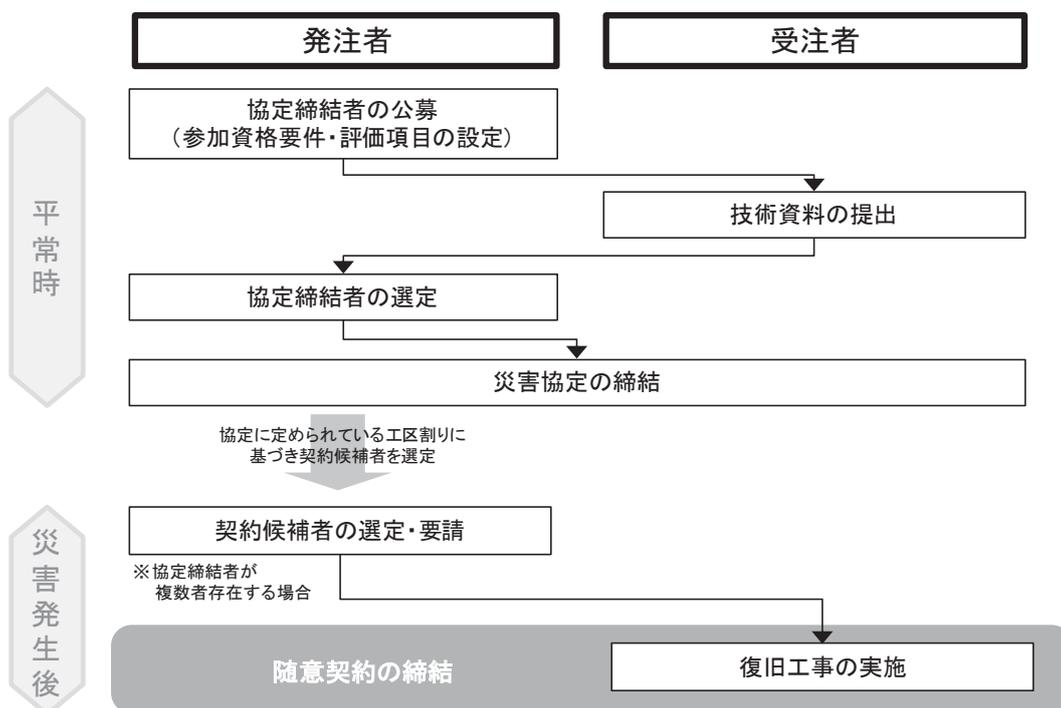 発注者
受注者
平常時
協定締結者の公募
（参加資格要件・評価項目の設定）
技術資料の提出
協定締結者の選定
災害協定の締結
協定に定められている工区割りに
基づき契約候補者を選定
災害発生後
契約候補者の選定・要請
※協定締結者が
複数者存在する場合
随意契約の締結
復旧工事の実施